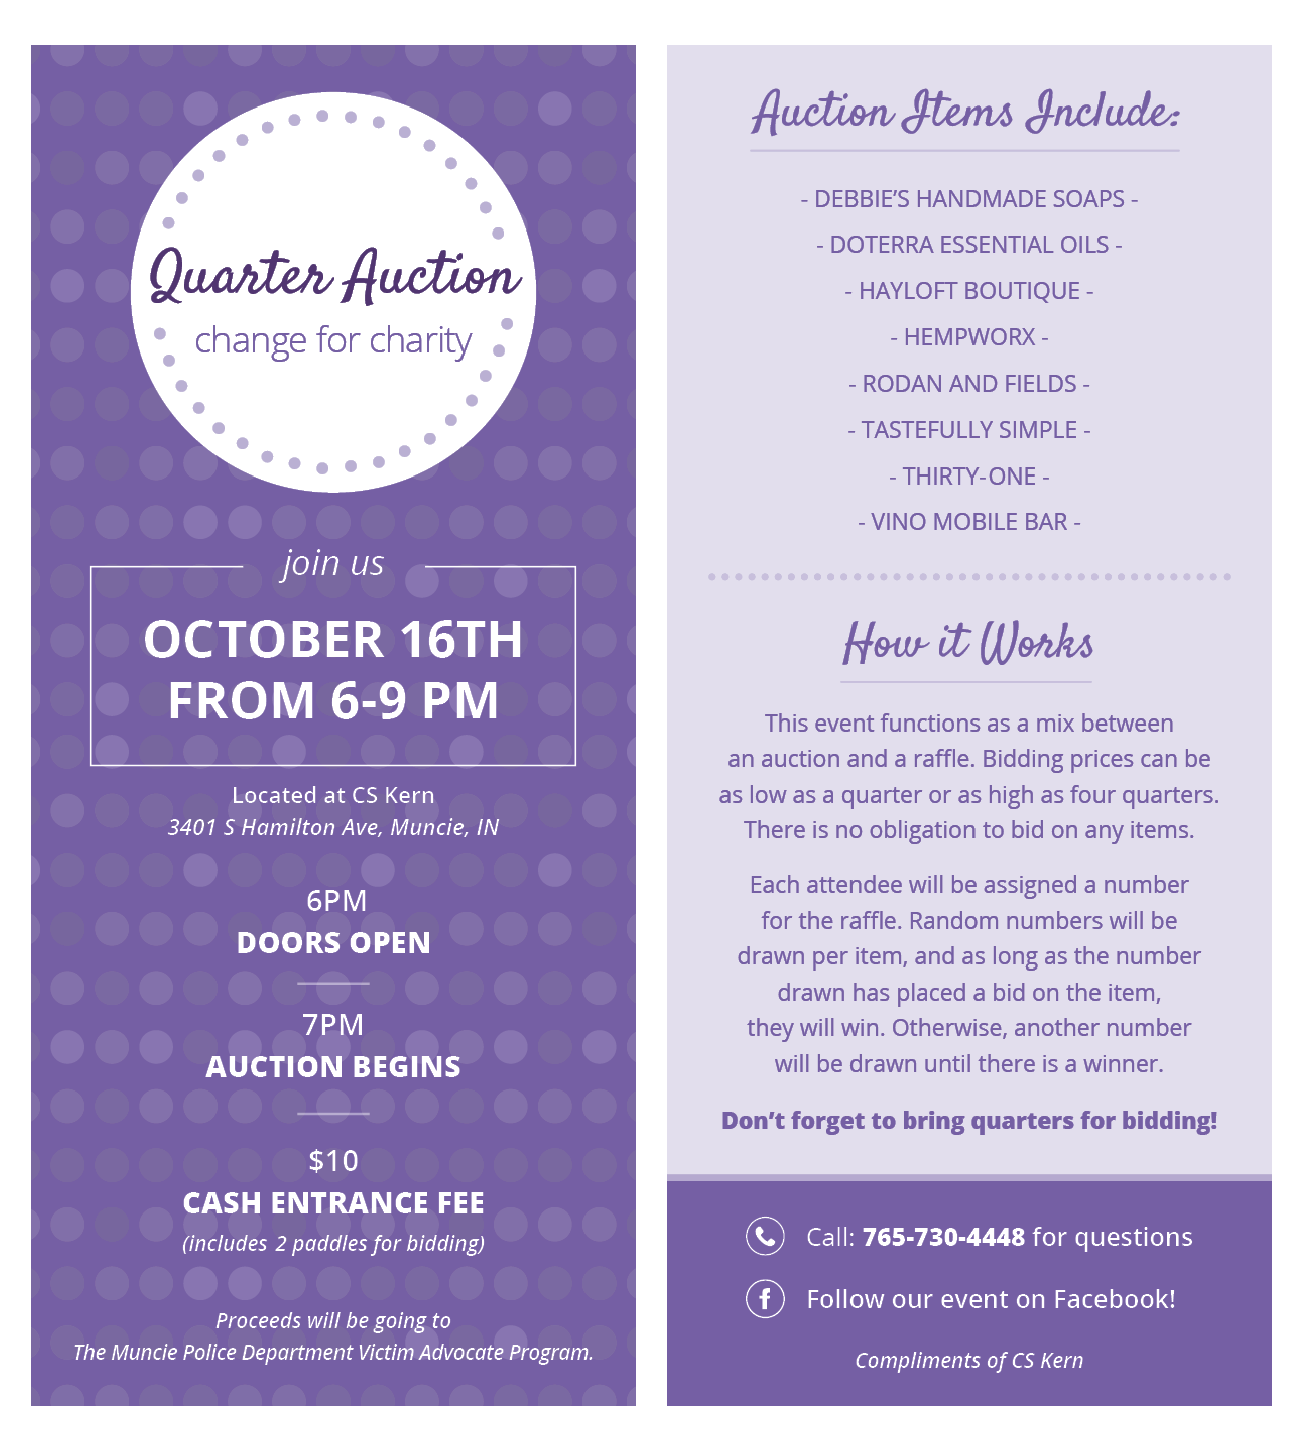 Quarter Auction
change for charity
join us
OCTOBER 16TH
FROM 6-9 PM
Located at CS Kern
3401 S Hamilton Ave, Muncie, IN
6PM
DOORS OPEN
7PM
AUCTION BEGINS
$10
CASH ENTRANCE FEE
(includes 2 paddles for bidding)
Proceeds will be going to
The Muncie Police Department Victim Advocate Program.
Auction Items Include:
- DEBBIE’S HANDMADE SOAPS -
- DOTERRA ESSENTIAL OILS -
- HAYLOFT BOUTIQUE -
- HEMPWORX -
- RODAN AND FIELDS -
- TASTEFULLY SIMPLE -
- THIRTY-ONE -
- VINO MOBILE BAR -
How it Works
This event functions as a mix between
an auction and a raffle. Bidding prices can be
as low as a quarter or as high as four quarters.
There is no obligation to bid on any items.
Each attendee will be assigned a number
for the raffle. Random numbers will be
drawn per item, and as long as the number
drawn has placed a bid on the item,
they will win. Otherwise, another number
will be drawn until there is a winner.
Don’t forget to bring quarters for bidding!
Call: 765-730-4448 for questions
Follow our event on Facebook!
Compliments of CS Kern